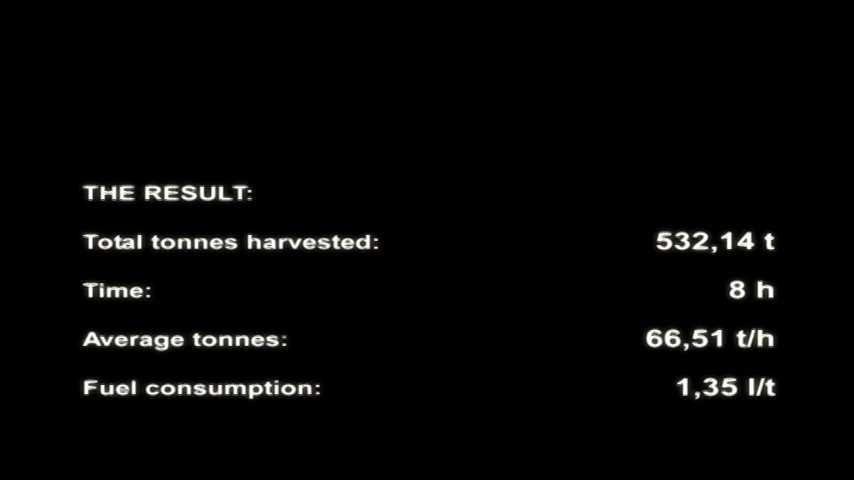 THE RESULT:
Total tonnes harvested: 532,14 t
Time: 8 h
Average tonnes: 66,51 t/h
Fuel consumption: 1,35 l/t